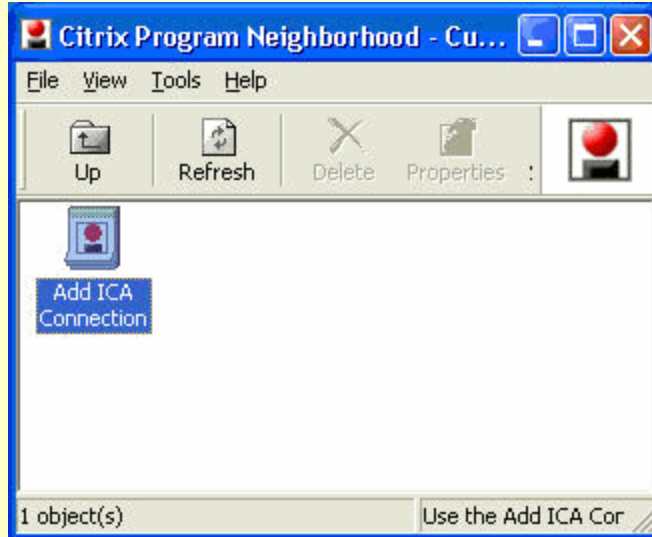 Citrix Program Neighborhood - Cu...
File View Tools Help
Up Refresh Delete Properties :
Add ICA
Connection
1 object(s) Use the Add ICA Cor